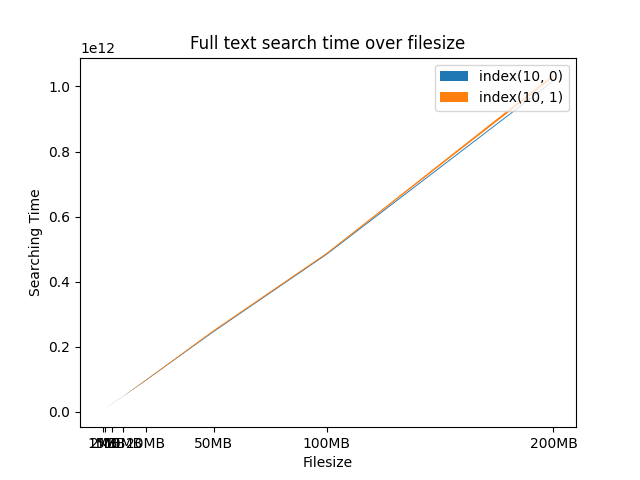 Full text search time over filesize
1e12
index(10, 0)
index(10, 1)
1.0
0.8
0.6
0.4
0.2
0.0
Searching Time
50MB 100MB 200MB
Filesize